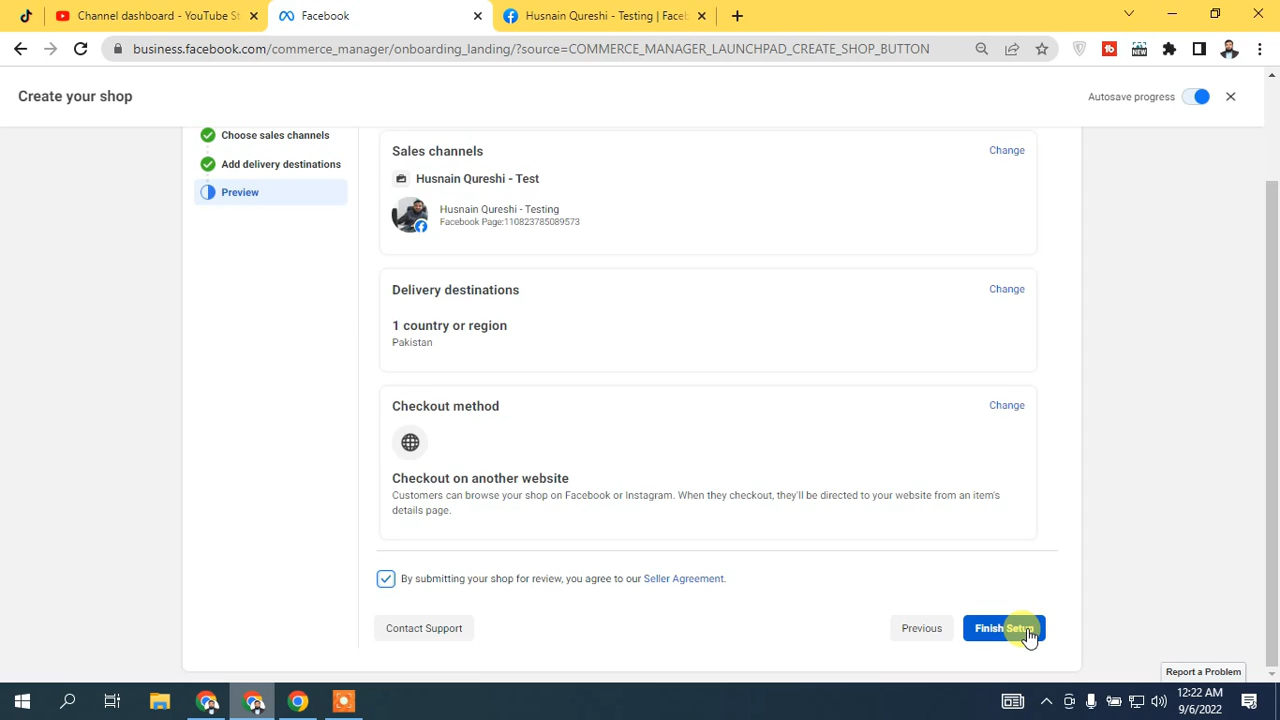 Channel dashboard - YouTube St
Facebook
Husnain Qureshi - Testing | Faceb
business.facebook.com/commerce_manager/onboarding_landing/?source=COMMERCE_MANAGER_LAUNCHPAD_CREATE_SHOP_BUTTON
Create your shop
Autosave progress
Choose sales channels
Add delivery destinations
Preview
Sales channels
Change
Husnain Qureshi - Test
Husnain Qureshi - Testing
Facebook Page:110823785089573
Delivery destinations
Change
1 country or region
Pakistan
Checkout method
Change
Checkout on another website
Customers can browse your shop on Facebook or Instagram. When they checkout, they'll be directed to your website from an item's
details page.
By submitting your shop for review, you agree to our Seller Agreement.
Contact Support
Previous
Finish Setup
Report a Problem
12:22 AM
9/6/2022